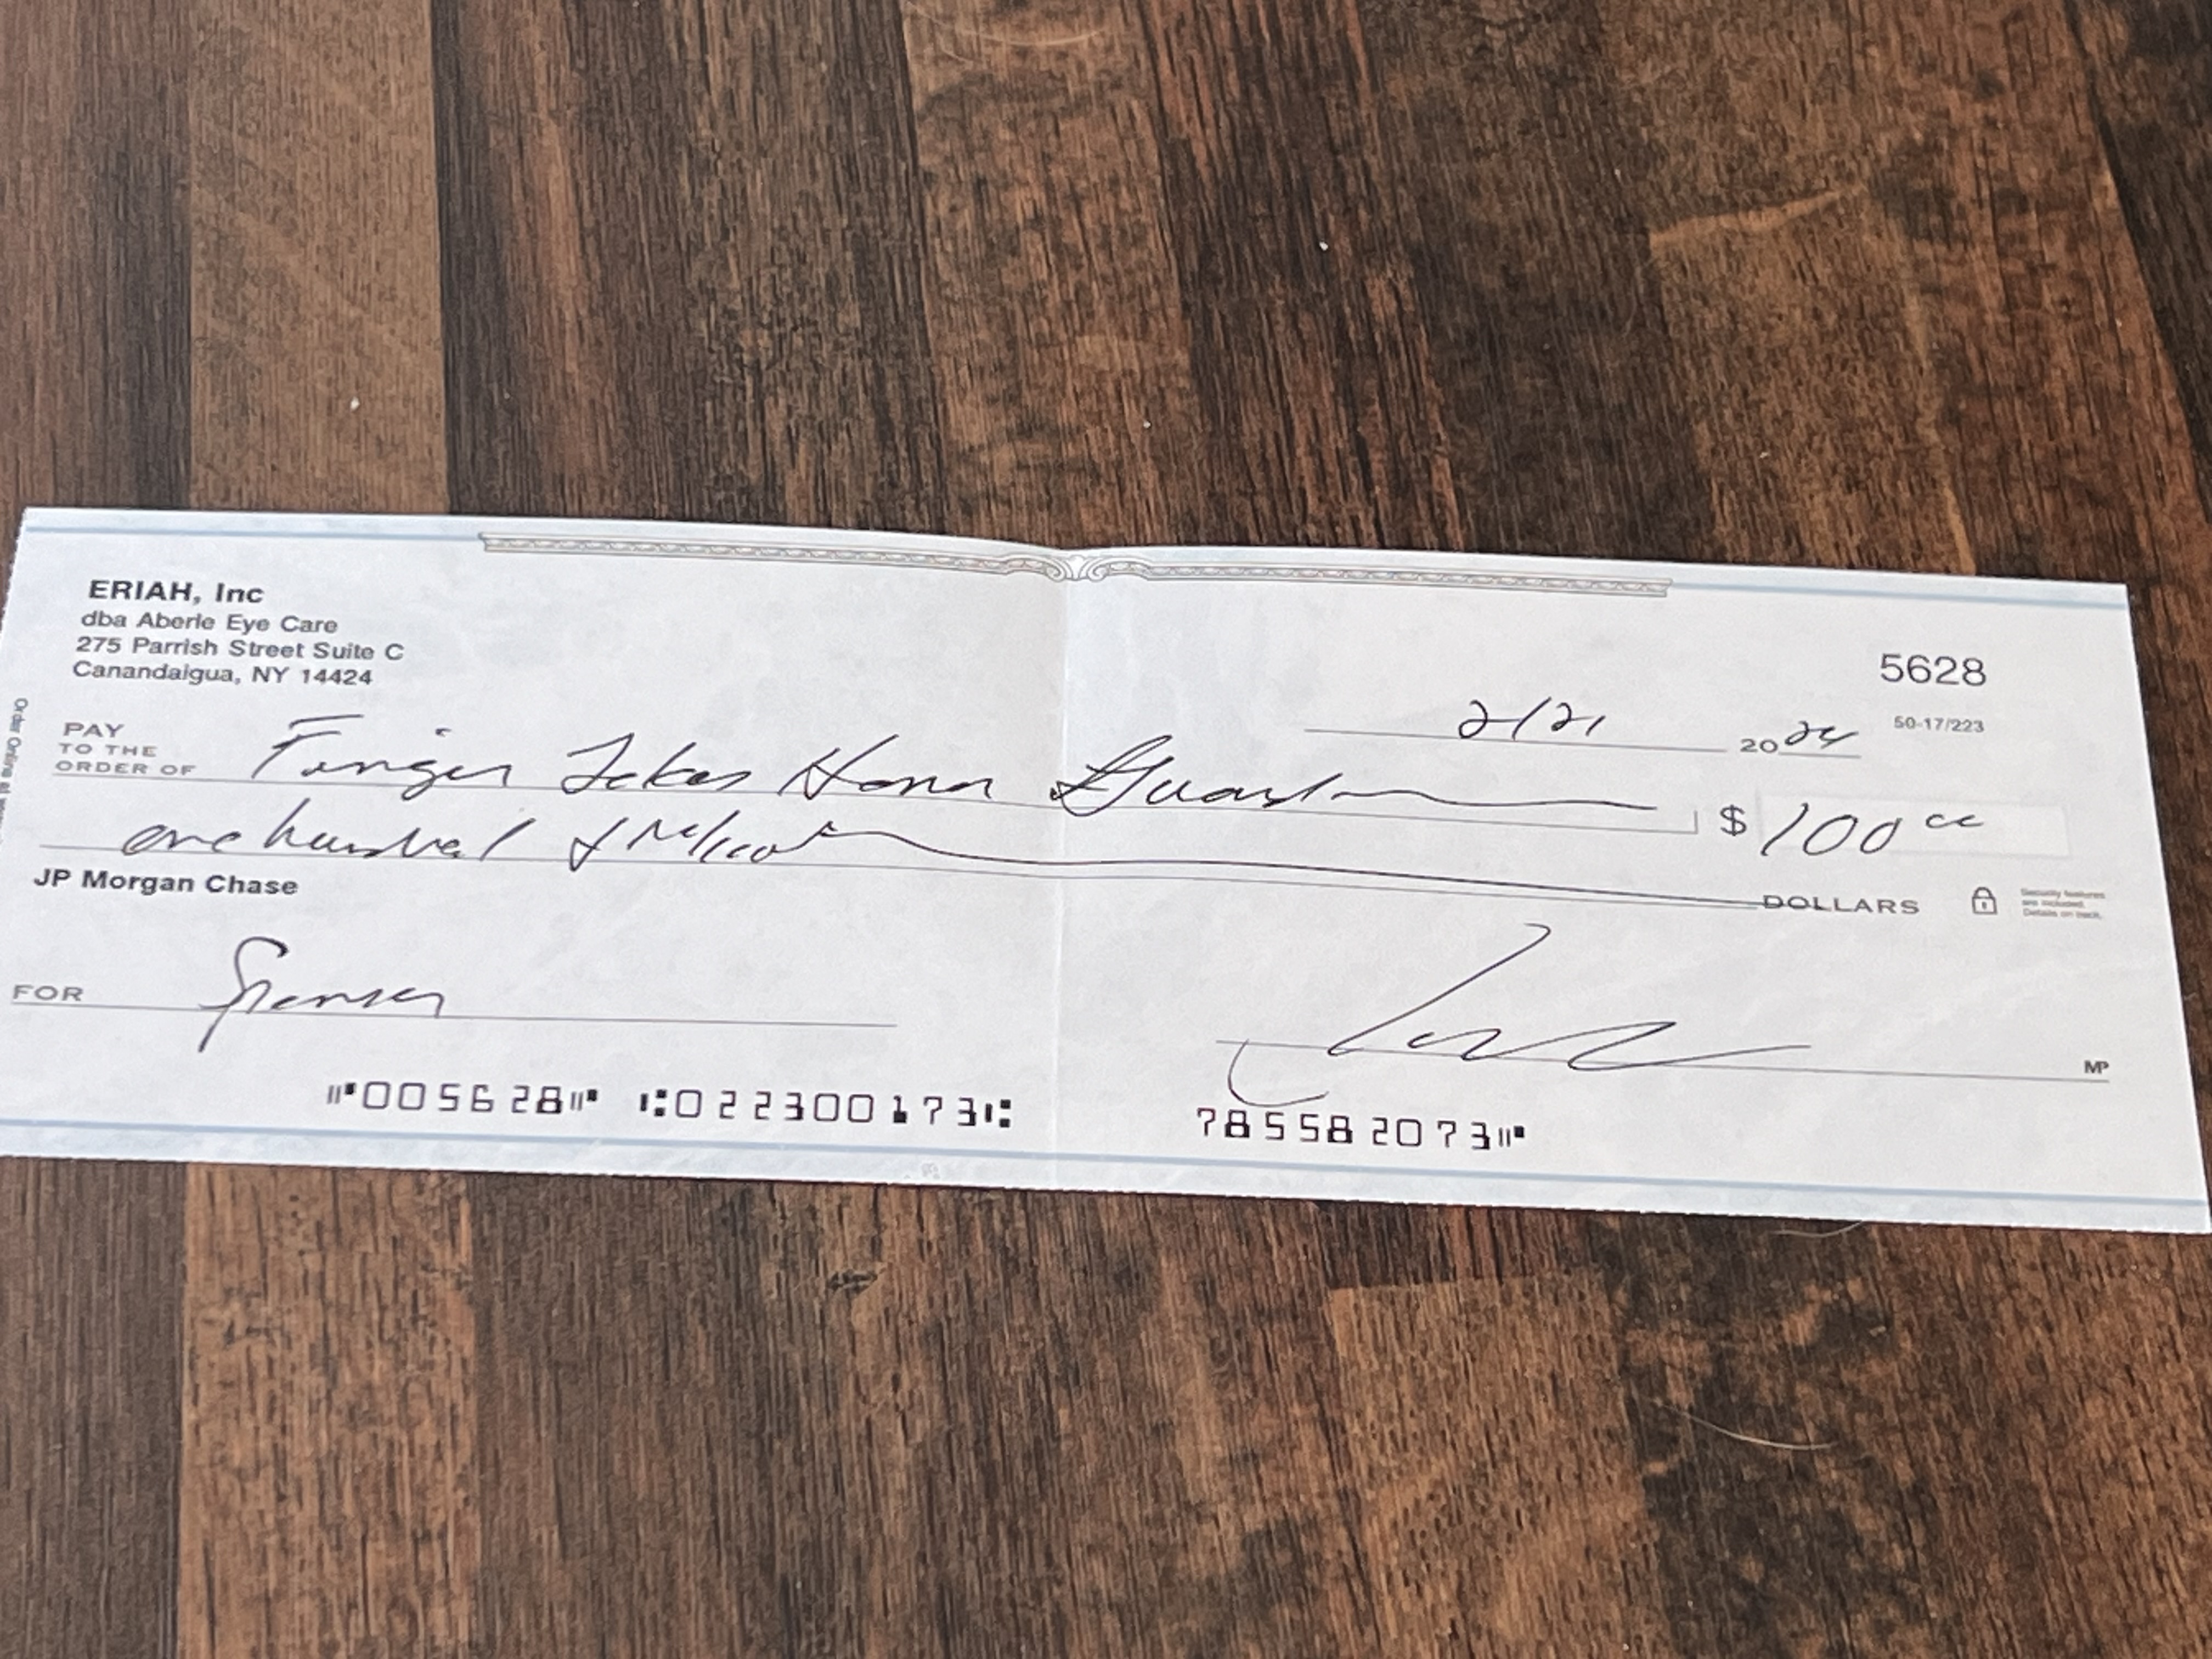 ERIAH, Inc
dba Aberle Eye Care
275 Parrish Street Suite C
Canandaigua, NY 14424
5628
2/21 2024 50-17/223
PAY TO THE ORDER OF Finger Lakes Honor Guard $ 100 00
one hundred & No/100 DOLLARS
Security features are included. Details on back.
JP Morgan Chase
FOR Sponsor
MP
⑈005628⑈ ⑆022300173⑆ 785582073⑈
Order Online at